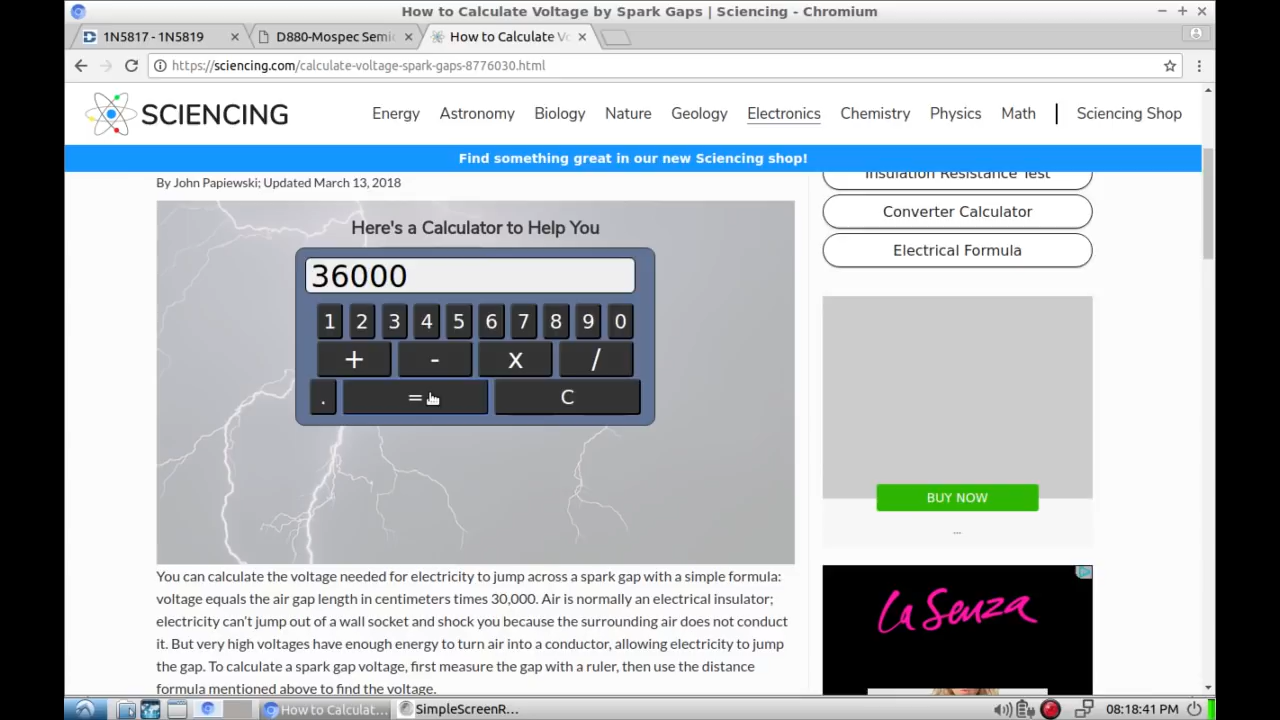 How to Calculate Voltage by Spark Gaps | Sciencing - Chromium
1N5817 - 1N5819
D880-Mospec Semic
How to Calculate Vo
https://sciencing.com/calculate-voltage-spark-gaps-8776030.html
SCIENCING
Energy Astronomy Biology Nature Geology Electronics Chemistry Physics Math Sciencing Shop
Find something great in our new Sciencing shop!
By John Papiewski; Updated March 13, 2018
Here's a Calculator to Help You
36000
1 2 3 4 5 6 7 8 9 0
+ - x /
. = C
Insulation Resistance Test
Converter Calculator
Electrical Formula
BUY NOW
...
La Senza
You can calculate the voltage needed for electricity to jump across a spark gap with a simple formula:
voltage equals the air gap length in centimeters times 30,000. Air is normally an electrical insulator;
electricity can't jump out of a wall socket and shock you because the surrounding air does not conduct
it. But very high voltages have enough energy to turn air into a conductor, allowing electricity to jump
the gap. To calculate a spark gap voltage, first measure the gap with a ruler, then use the distance
formula mentioned above to find the voltage.
How to Calculat...
SimpleScreenR...
08:18:41 PM